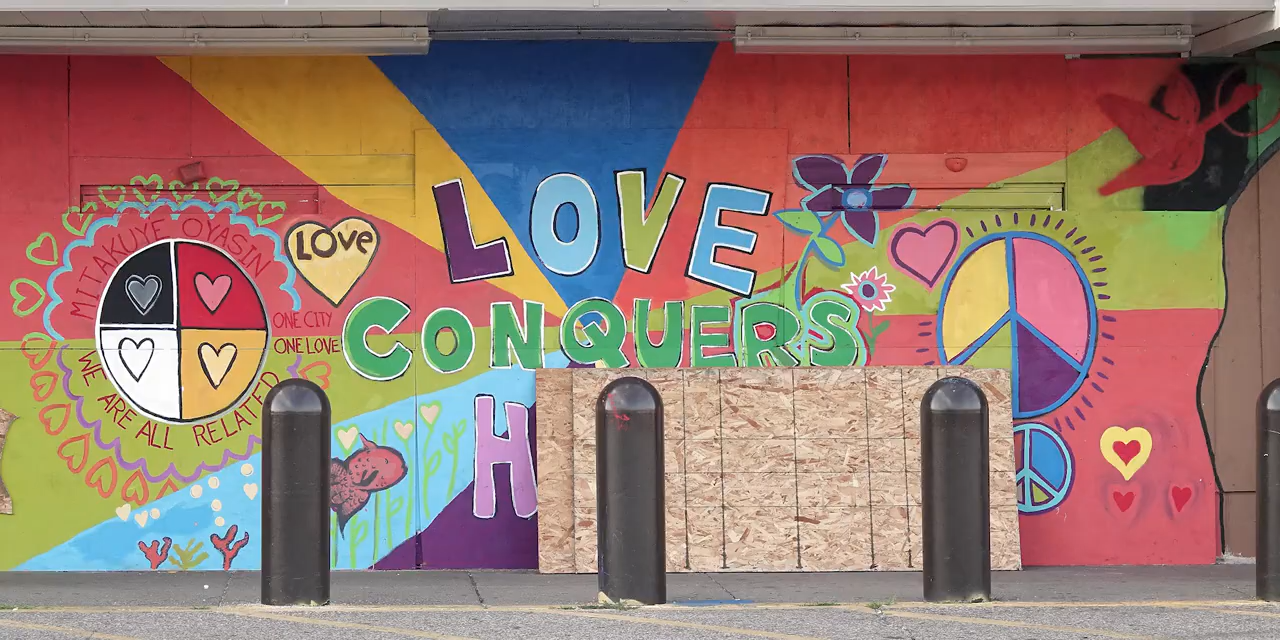 MITAKUYE OYASIN
WE ARE ALL RELATED
LOVE
ONE CITY
ONE LOVE
LOVE
CONQUERS
H